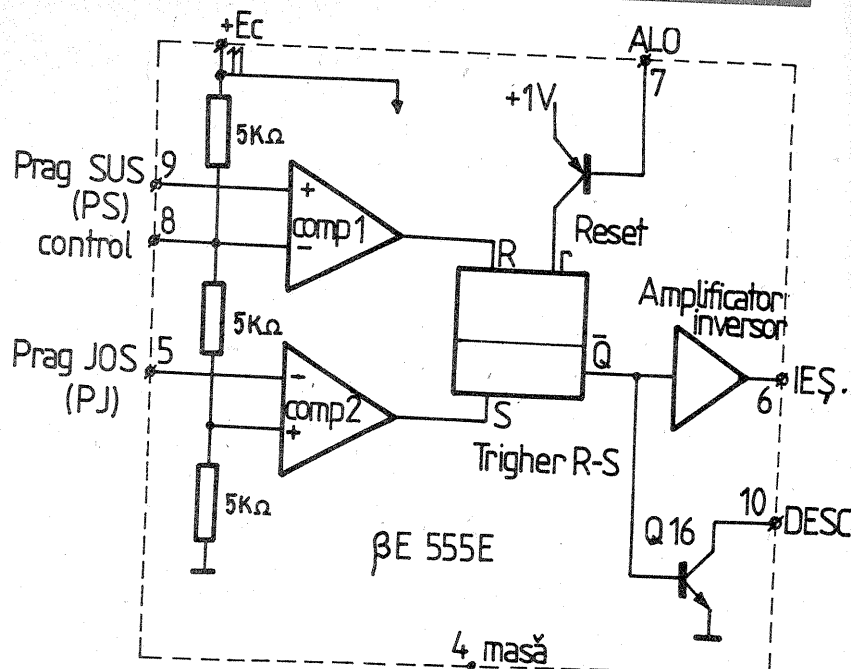 +Ec
11
ALO
7
+1V
5KΩ
Prag SUS 9
(PS)
control 8
+
-
comp1
Reset
R
r
Amplificator
inversor
5KΩ
Prag JOS 5
(PJ)
-
+
comp2
Q̄
S
6 IEŞ.
Trigher R-S
5KΩ
10 DESC
Q16
βE 555E
4 masă